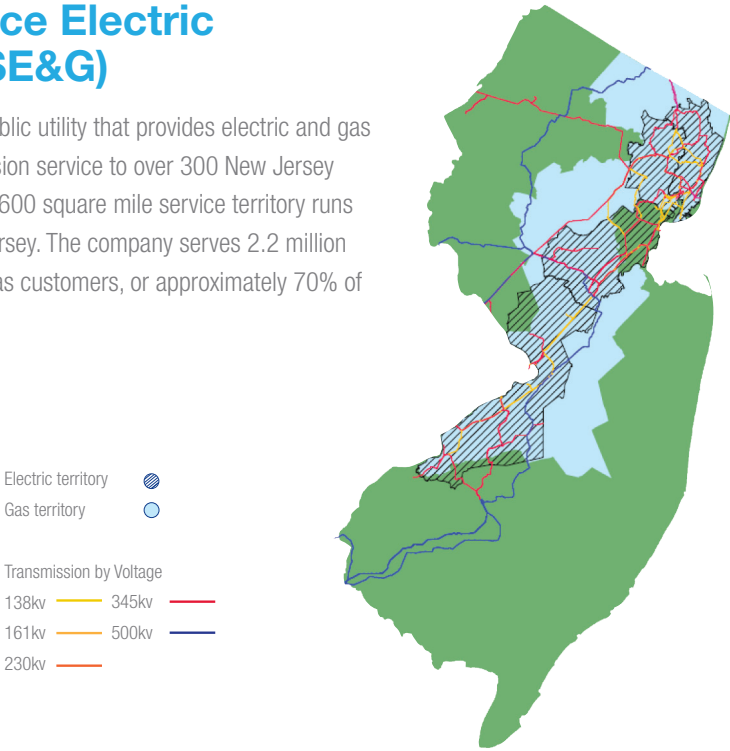 ce Electric
SE&G)
blic utility that provides electric and gas
sion service to over 300 New Jersey
600 square mile service territory runs
rsey. The company serves 2.2 million
as customers, or approximately 70% of
Electric territory
Gas territory
Transmission by Voltage
138kv 345kv
161kv 500kv
230kv